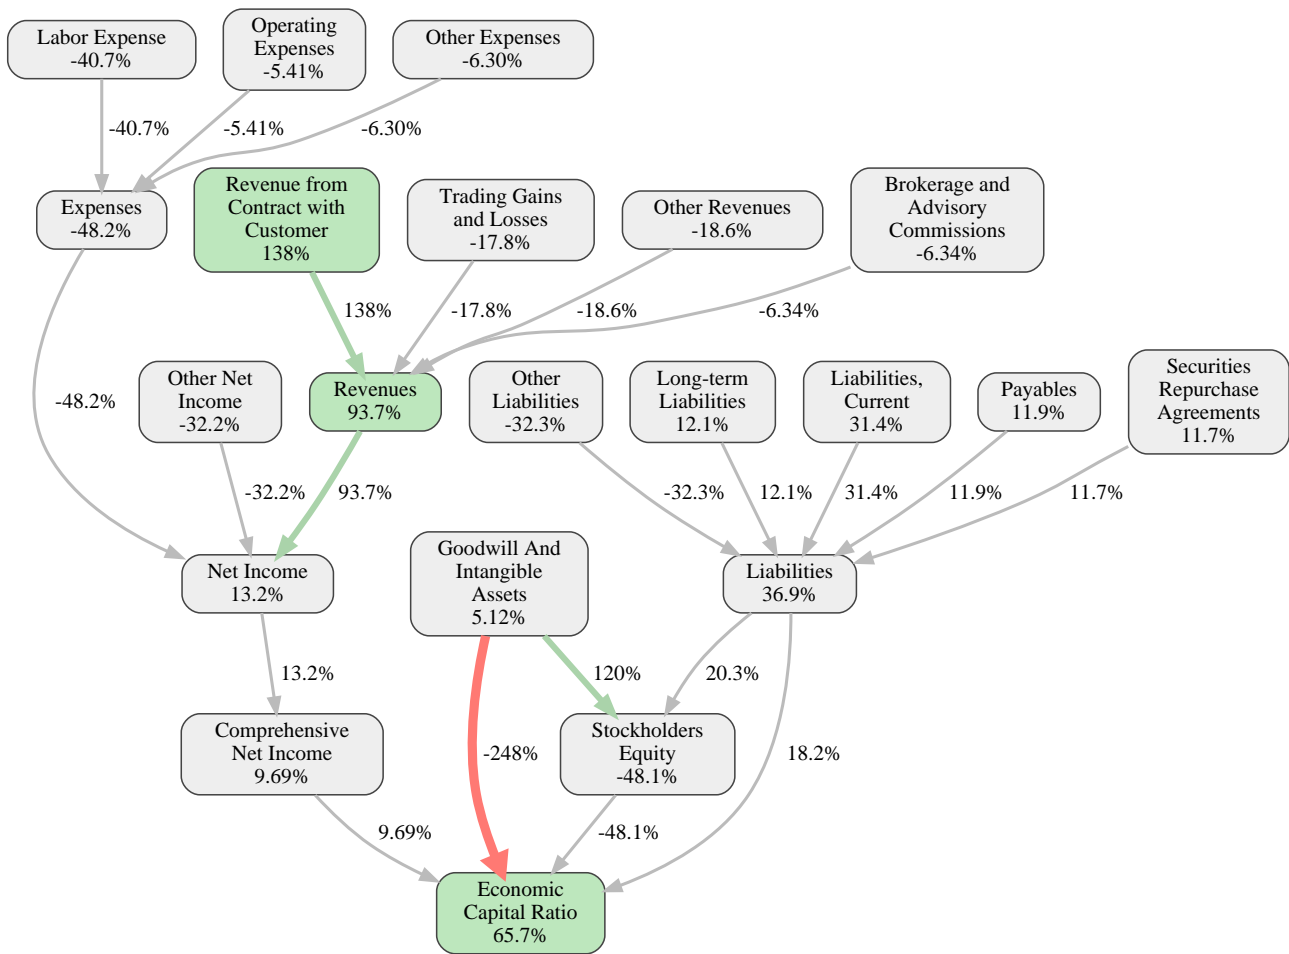 Labor Expense
-40.7%
Operating
Expenses
-5.41%
Other Expenses
-6.30%
-40.7%
-5.41%
-6.30%
Expenses
-48.2%
Revenue from
Contract with
Customer
138%
Trading Gains
and Losses
-17.8%
Other Revenues
-18.6%
Brokerage and
Advisory
Commissions
-6.34%
138%
-17.8%
-18.6%
-6.34%
-48.2%
Other Net
Income
-32.2%
Revenues
93.7%
Other
Liabilities
-32.3%
Long-term
Liabilities
12.1%
Liabilities,
Current
31.4%
Payables
11.9%
Securities
Repurchase
Agreements
11.7%
-32.2%
93.7%
-32.3%
12.1%
31.4%
11.9%
11.7%
Net Income
13.2%
Goodwill And
Intangible
Assets
5.12%
Liabilities
36.9%
13.2%
120%
20.3%
Comprehensive
Net Income
9.69%
-248%
Stockholders
Equity
-48.1%
18.2%
9.69%
-48.1%
Economic
Capital Ratio
65.7%